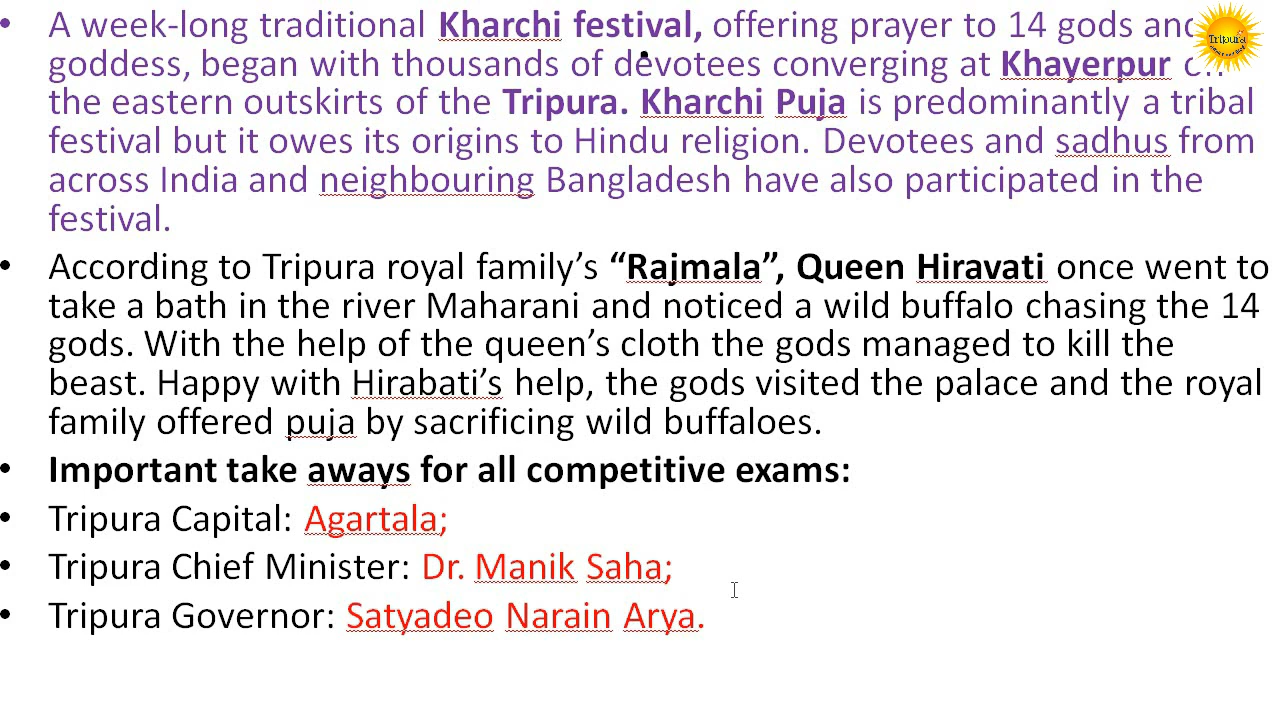 • A week-long traditional Kharchi festival, offering prayer to 14 gods and
goddess, began with thousands of devotees converging at Khayerpur on
the eastern outskirts of the Tripura. Kharchi Puja is predominantly a tribal
festival but it owes its origins to Hindu religion. Devotees and sadhus from
across India and neighbouring Bangladesh have also participated in the
festival.
• According to Tripura royal family’s “Rajmala”, Queen Hiravati once went to
take a bath in the river Maharani and noticed a wild buffalo chasing the 14
gods. With the help of the queen’s cloth the gods managed to kill the
beast. Happy with Hirabati’s help, the gods visited the palace and the royal
family offered puja by sacrificing wild buffaloes.
• Important take aways for all competitive exams:
• Tripura Capital: Agartala;
• Tripura Chief Minister: Dr. Manik Saha;
• Tripura Governor: Satyadeo Narain Arya.
Tripura